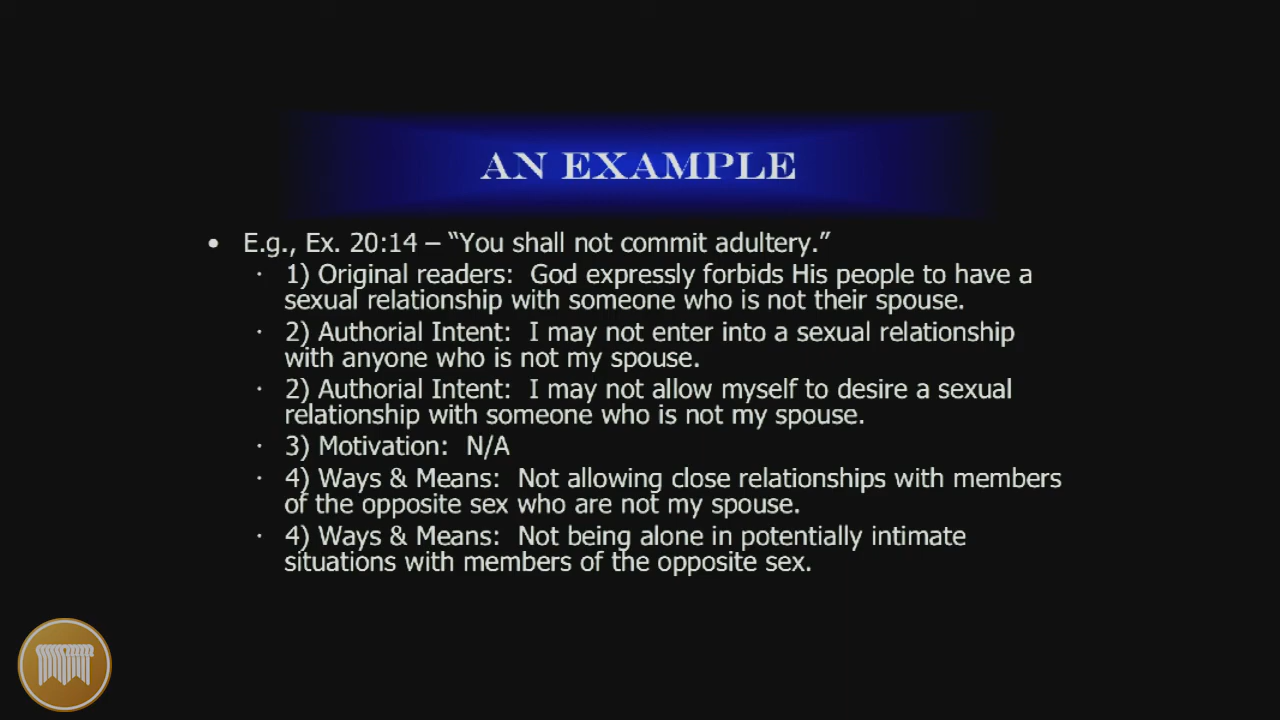 AN EXAMPLE
• E.g., Ex. 20:14 – “You shall not commit adultery.”
· 1) Original readers: God expressly forbids His people to have a
sexual relationship with someone who is not their spouse.
· 2) Authorial Intent: I may not enter into a sexual relationship
with anyone who is not my spouse.
· 2) Authorial Intent: I may not allow myself to desire a sexual
relationship with someone who is not my spouse.
· 3) Motivation: N/A
· 4) Ways & Means: Not allowing close relationships with members
of the opposite sex who are not my spouse.
· 4) Ways & Means: Not being alone in potentially intimate
situations with members of the opposite sex.